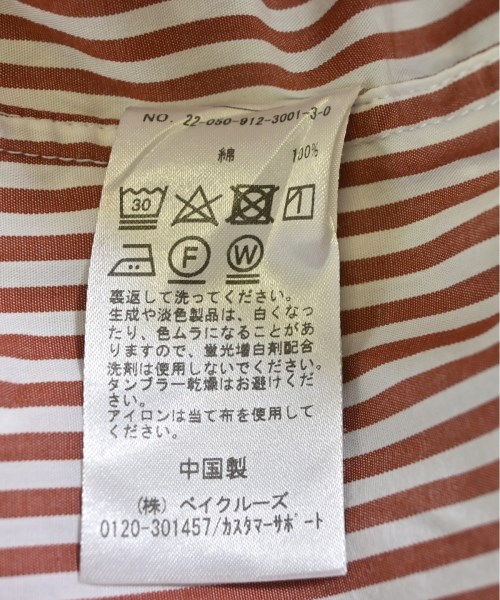 NO. 22-050-912-3001-3-0
綿 100%
30
F W
裏返して洗ってください。
生成や淡色製品は、白くなっ
たり、色ムラになることがあ
りますので、蛍光増白剤配合
洗剤は使用しないでください。
タンブラー乾燥はお避けくだ
さい。
アイロンは当て布を使用して
ください。
中国製
(株) ベイクルーズ
0120-301457/カスタマーサポート